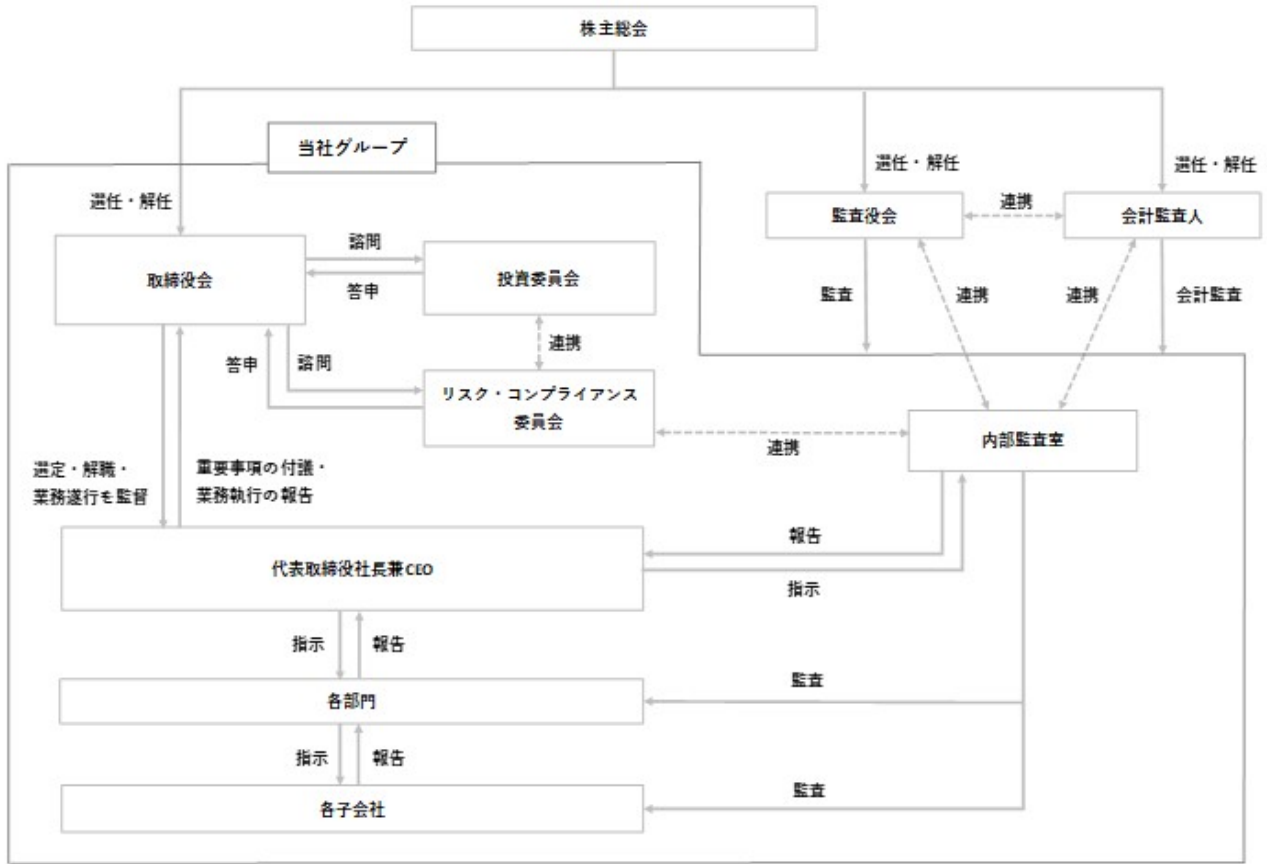 株主総会
当社グループ
選任・解任
選任・解任
選任・解任
監査役会
連携
会計監査人
取締役会
諮問
答申
投資委員会
監査
連携
連携
会計監査
連携
答申
諮問
リスク・コンプライアンス
委員会
連携
内部監査室
選定・解職・
業務遂行を監督
重要事項の付議・
業務執行の報告
代表取締役社長兼CEO
報告
指示
指示
報告
各部門
監査
指示
報告
各子会社
監査